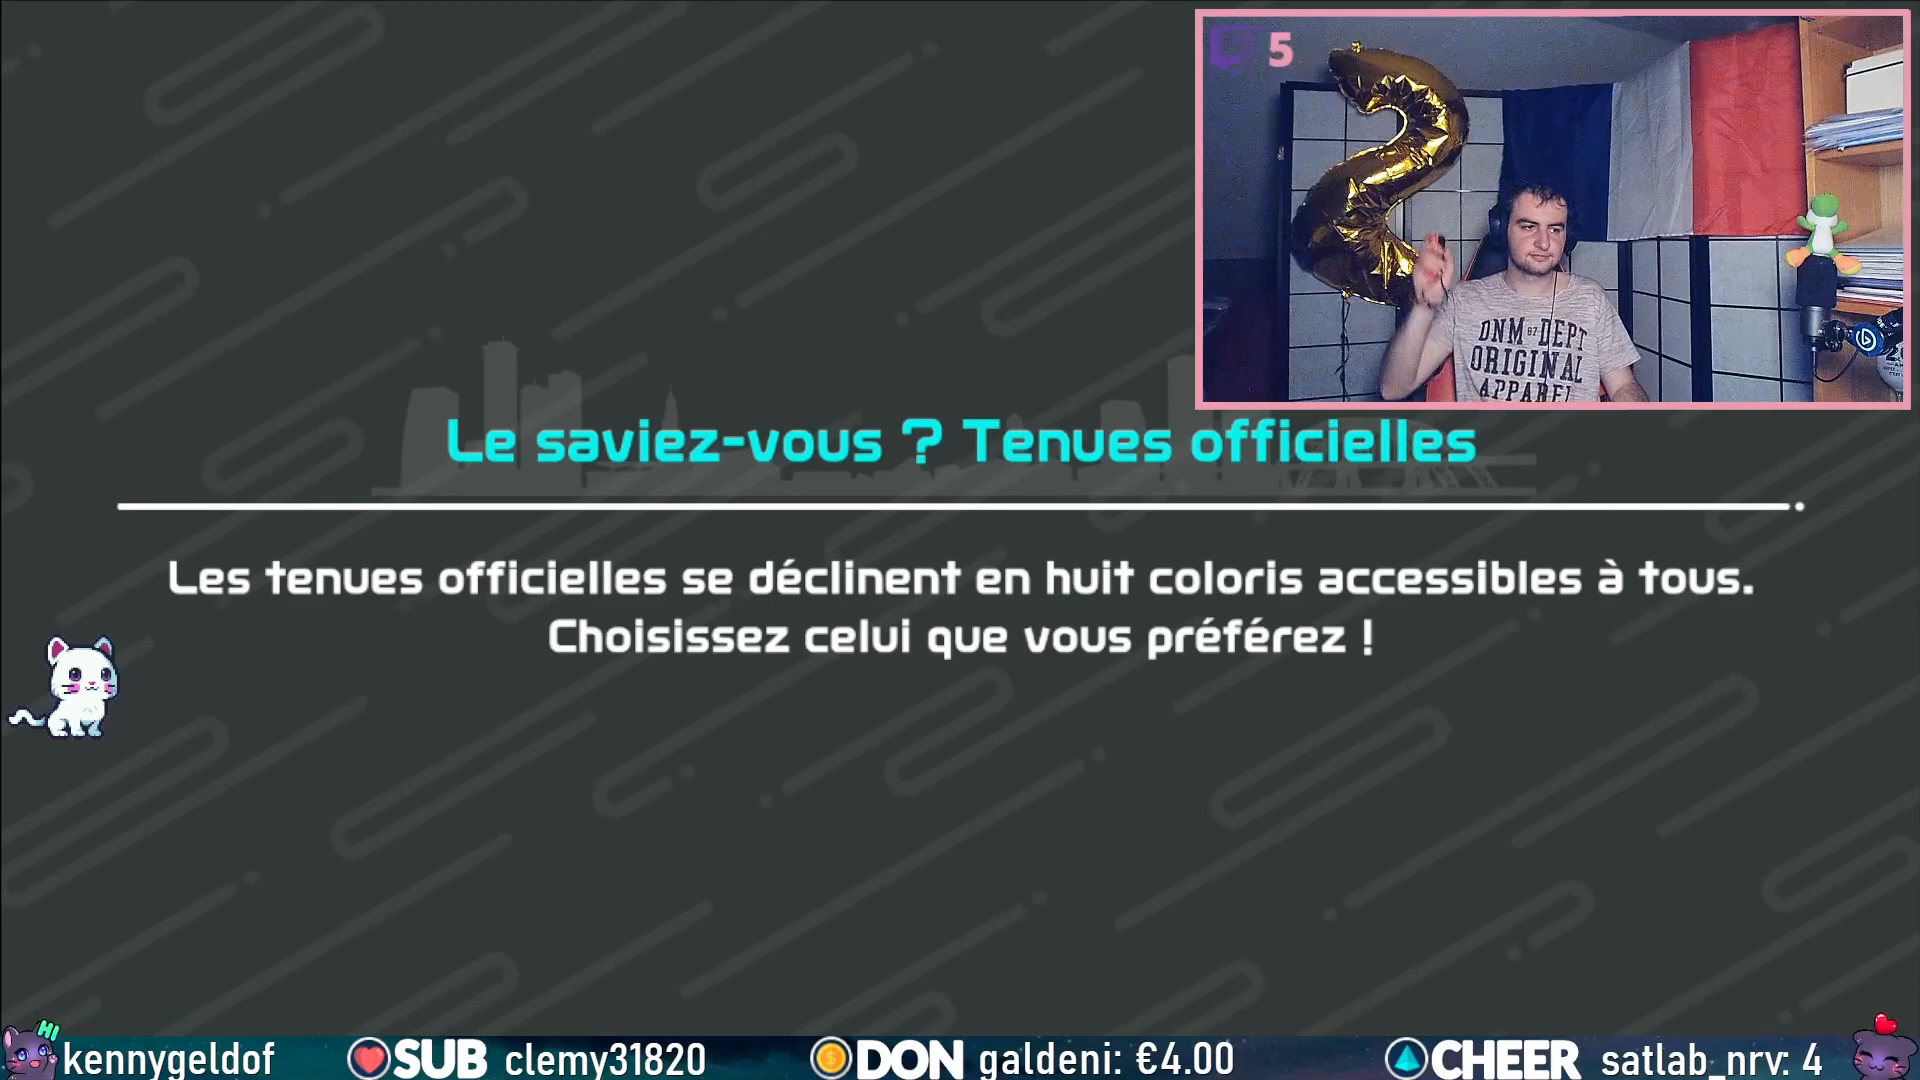 5
DNM 87 DEPT
ORIGINAL
APPAREL
Le saviez-vous ? Tenues officielles
Les tenues officielles se déclinent en huit coloris accessibles à tous.
Choisissez celui que vous préférez !
HI
kennygeldof
SUB clemy31820
DON galdeni: €4.00
CHEER satlab_nrv: 4